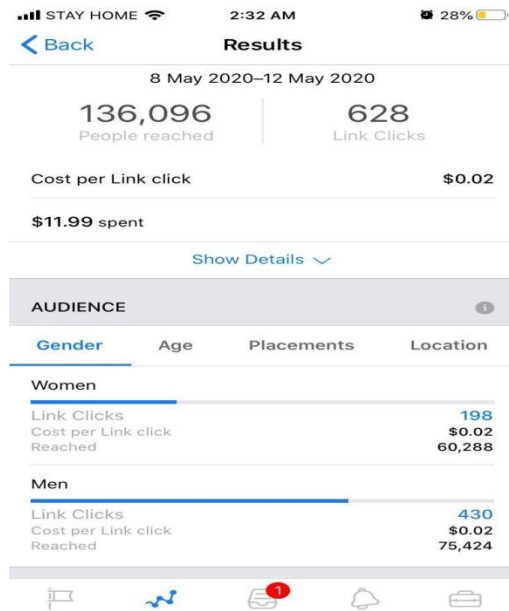 STAY HOME 2:32 AM 28%
Back Results
8 May 2020–12 May 2020
136,096 628
People reached Link Clicks
Cost per Link click $0.02
$11.99 spent
Show Details
AUDIENCE
Gender Age Placements Location
Women
Link Clicks 198
Cost per Link click $0.02
Reached 60,288
Men
Link Clicks 430
Cost per Link click $0.02
Reached 75,424
1